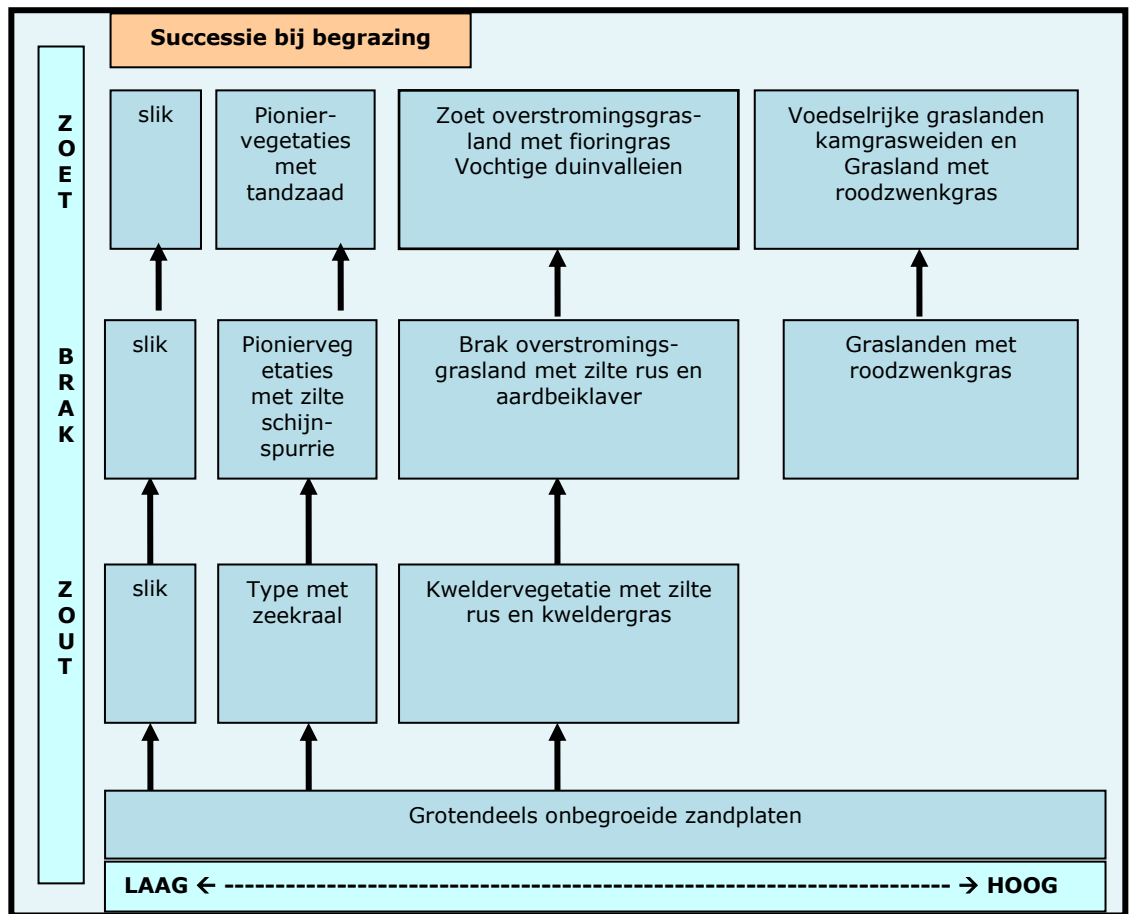 Successie bij begrazing
Z
O
E
T
slik
Pionier-
vegetaties
met
tandzaad
Zoet overstromingsgras-
land met fioringras
Vochtige duinvalleien
Voedselrijke graslanden
kamgrasweiden en
Grasland met
roodzwenkgras
B
R
A
K
slik
Pionierveg
etaties
met zilte
schijn-
spurrie
Brak overstromings-
grasland met zilte rus en
aardbeiklaver
Graslanden met
roodzwenkgras
Z
O
U
T
slik
Type met
zeekraal
Kweldervegetatie met zilte
rus en kweldergras
Grotendeels onbegroeide zandplaten
LAAG ← -------------------------------------------------- → HOOG